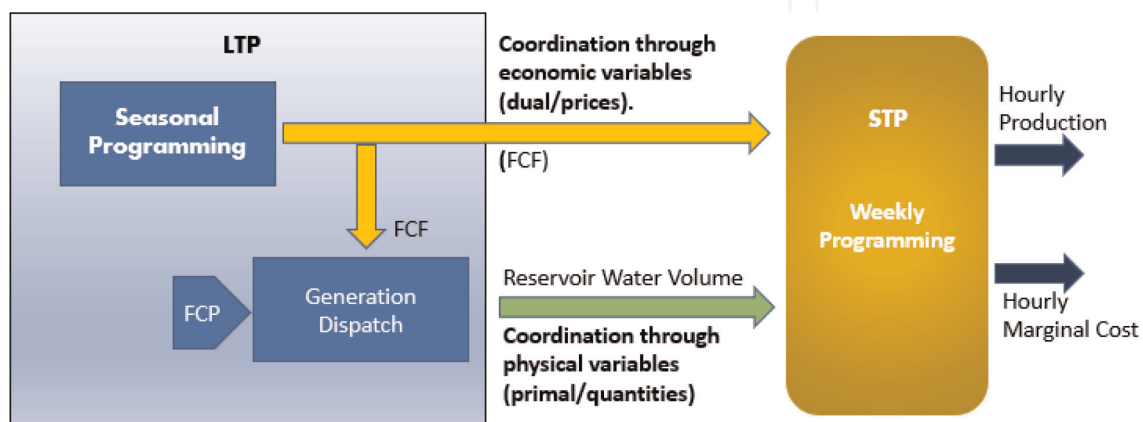 LTP
Seasonal
Programming
Coordination through
economic variables
(dual/prices).
(FCF)
FCF
FCP
Generation
Dispatch
Reservoir Water Volume
Coordination through
physical variables
(primal/quantities)
STP
Weekly
Programming
Hourly
Production
Hourly
Marginal Cost